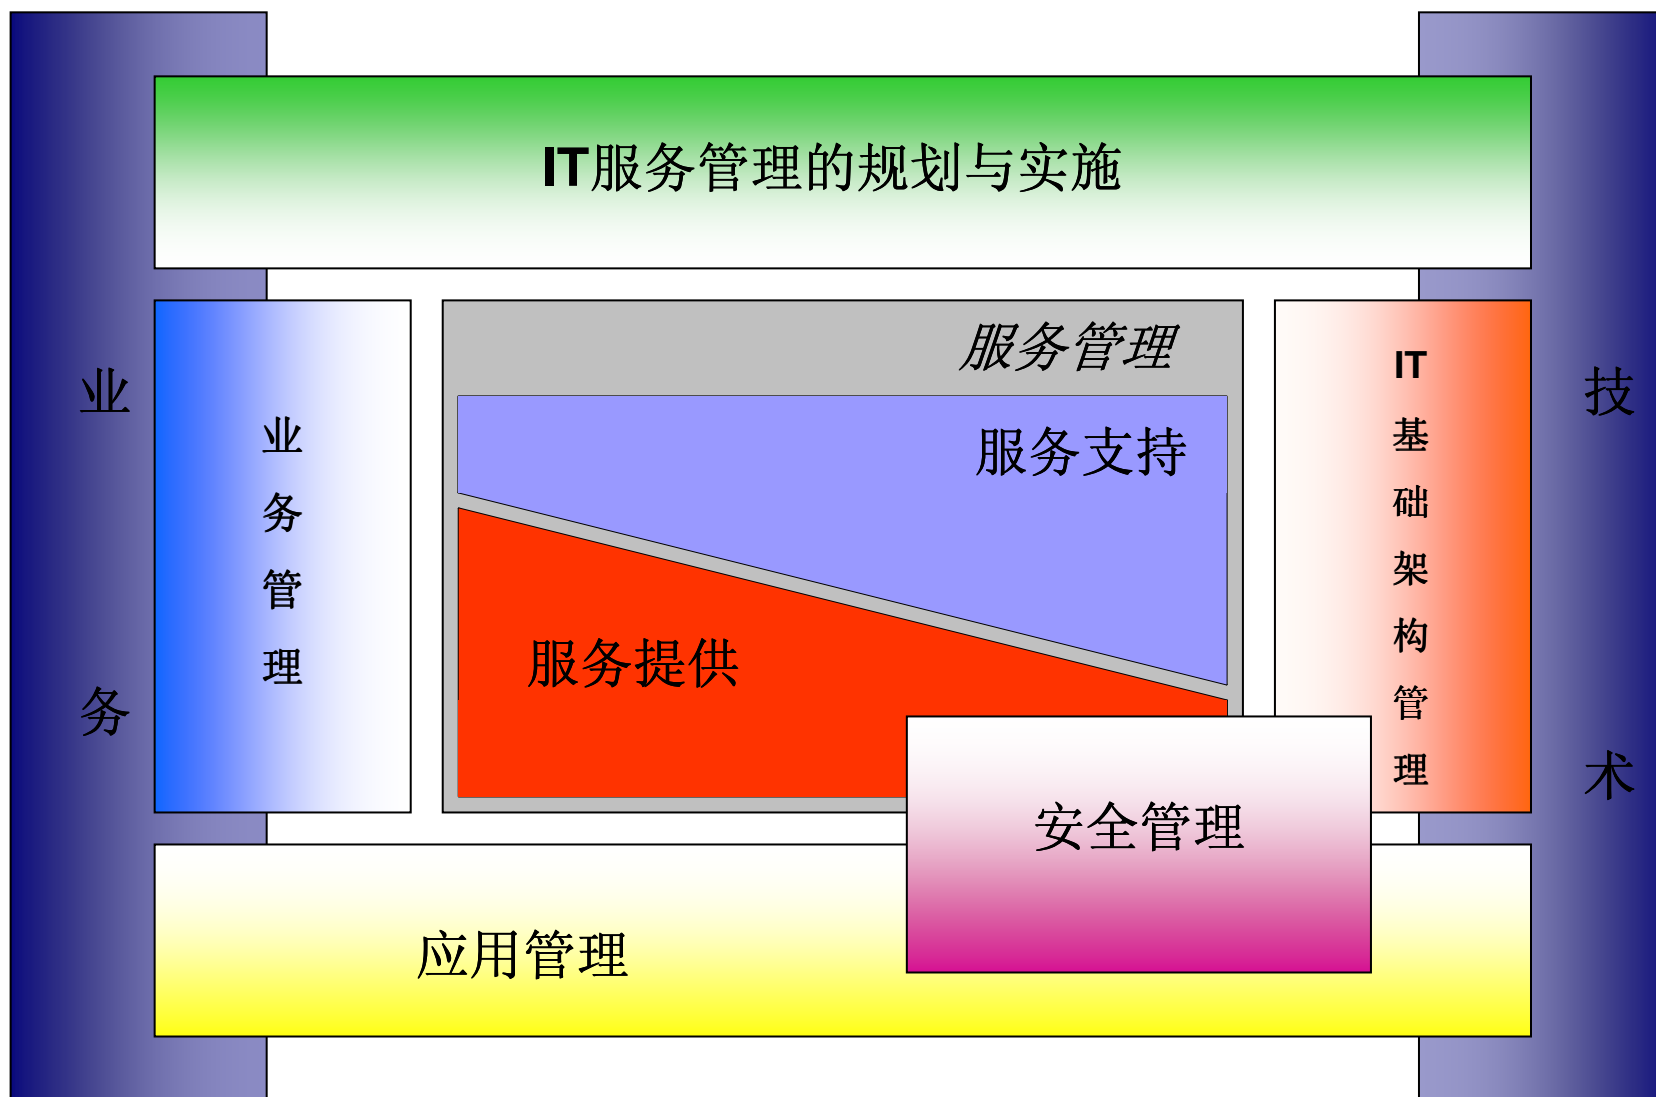 IT服务管理的规划与实施
业务
业务管理
服务管理
服务支持
服务提供
IT基础架构管理
技术
安全管理
应用管理